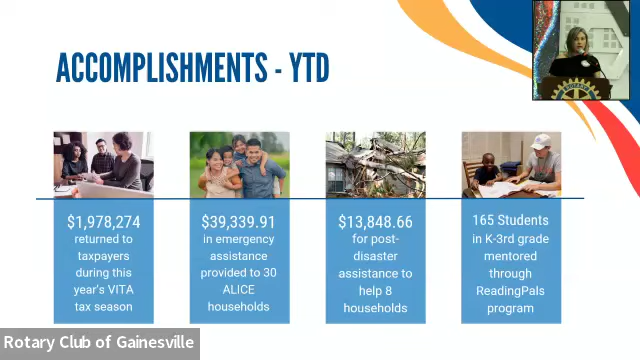 ACCOMPLISHMENTS - YTD
$1,978,274
returned to
taxpayers
during this
year's VITA
tax season
$39,339.91
in emergency
assistance
provided to 30
ALICE
households
$13,848.66
for post-
disaster
assistance to
help 8
households
165 Students
in K-3rd grade
mentored
through
ReadingPals
program
ROTARY
Rotary Club of Gainesville